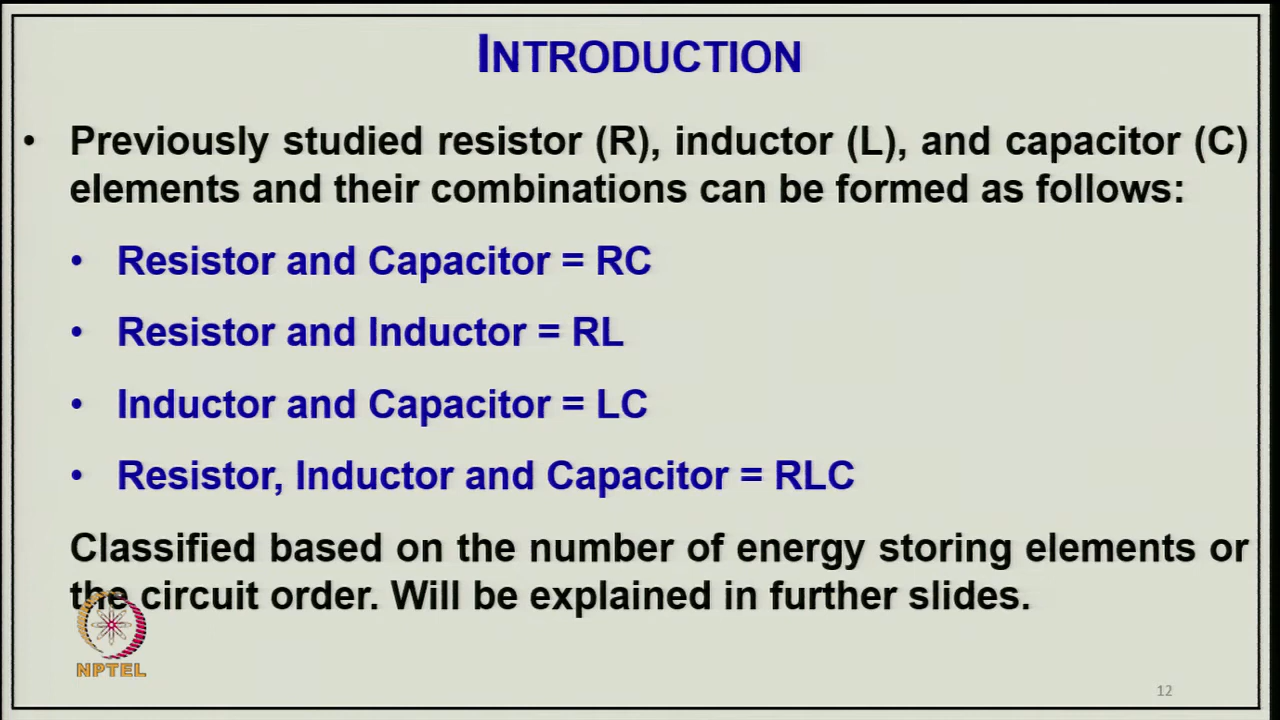 INTRODUCTION
• Previously studied resistor (R), inductor (L), and capacitor (C)
elements and their combinations can be formed as follows:
• Resistor and Capacitor = RC
• Resistor and Inductor = RL
• Inductor and Capacitor = LC
• Resistor, Inductor and Capacitor = RLC
Classified based on the number of energy storing elements or
the circuit order. Will be explained in further slides.
NPTEL
12